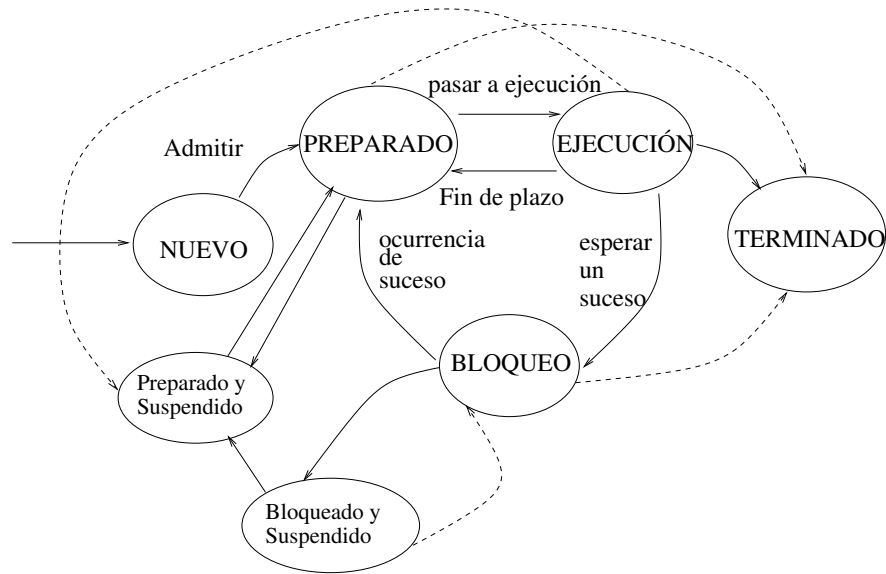 pasar a ejecución
Admitir
PREPARADO
EJECUCIÓN
Fin de plazo
NUEVO
ocurrencia
de
suceso
esperar
un
suceso
TERMINADO
BLOQUEO
Preparado y
Suspendido
Bloqueado y
Suspendido